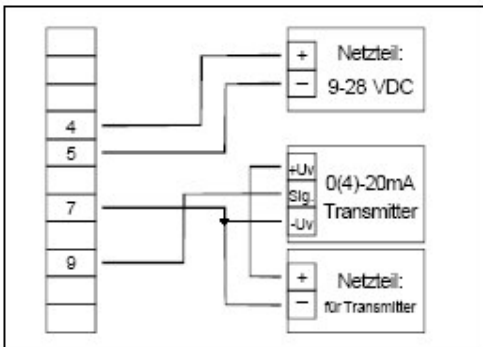 4
5
7
9
+ Netzteil:
− 9-28 VDC
+Uv
Sig.
-Uv
0(4)-20mA
Transmitter
+ Netzteil:
− für Transmitter